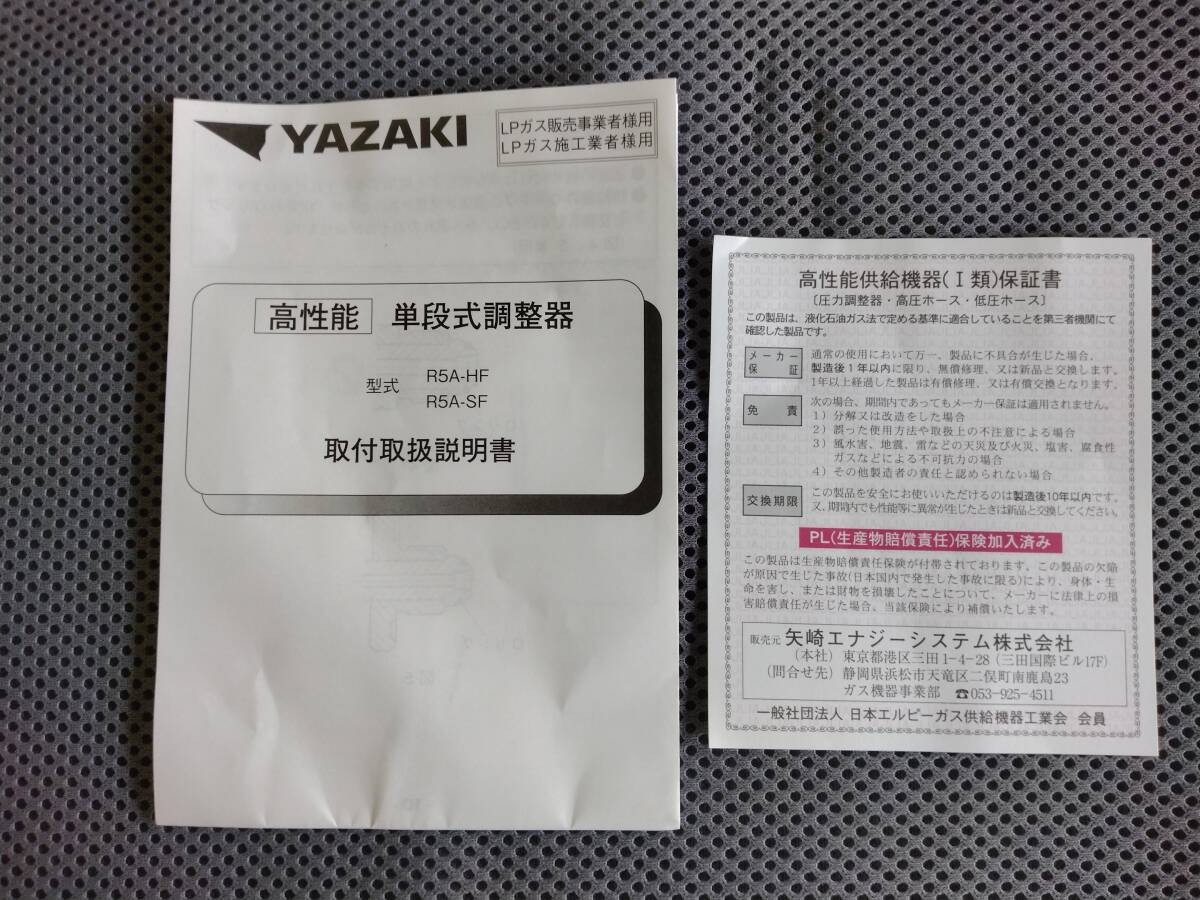 YAZAKI
LPガス販売事業者様用
LPガス施工業者様用
高性能 単段式調整器
型式 R5A-HF
R5A-SF
取付取扱説明書
高性能供給機器(Ⅰ類)保証書
〔圧力調整器・高圧ホース・低圧ホース〕
この製品は、液化石油ガス法で定める基準に適合していることを第三者機関にて
確認した製品です。
メーカー保証
通常の使用において万一、製品に不具合が生じた場合、
製造後1年以内に限り、無償修理、又は新品と交換します。
1年以上経過した製品は有償修理、又は有償交換となります。
免責
次の場合、期間内であってもメーカー保証は適用されません。
1)分解又は改造をした場合
2)誤った使用方法や取扱上の不注意による場合
3)風水害、地震、雷などの天災及び火災、塩害、腐食性
ガスなどによる不可抗力の場合
4)その他製造者の責任と認められない場合
交換期限
この製品を安全にお使いいただけるのは製造後10年以内です。
又、期間内でも性能等に異常が生じたときは新品と交換してください。
PL(生産物賠償責任)保険加入済み
この製品は生産物賠償責任保険が付帯されております。この製品の欠陥
が原因で生じた事故(日本国内で発生した事故に限る)により、身体・生
命を害し、または財物を損壊したことについて、メーカーに法律上の損
害賠償責任が生じた場合、当該保険により補償いたします。
販売元 矢崎エナジーシステム株式会社
(本社) 東京都港区三田1-4-28 (三田国際ビル17F)
(問合せ先) 静岡県浜松市天竜区二俣町南鹿島23
ガス機器事業部 ☎053-925-4511
一般社団法人 日本エルピーガス供給機器工業会 会員